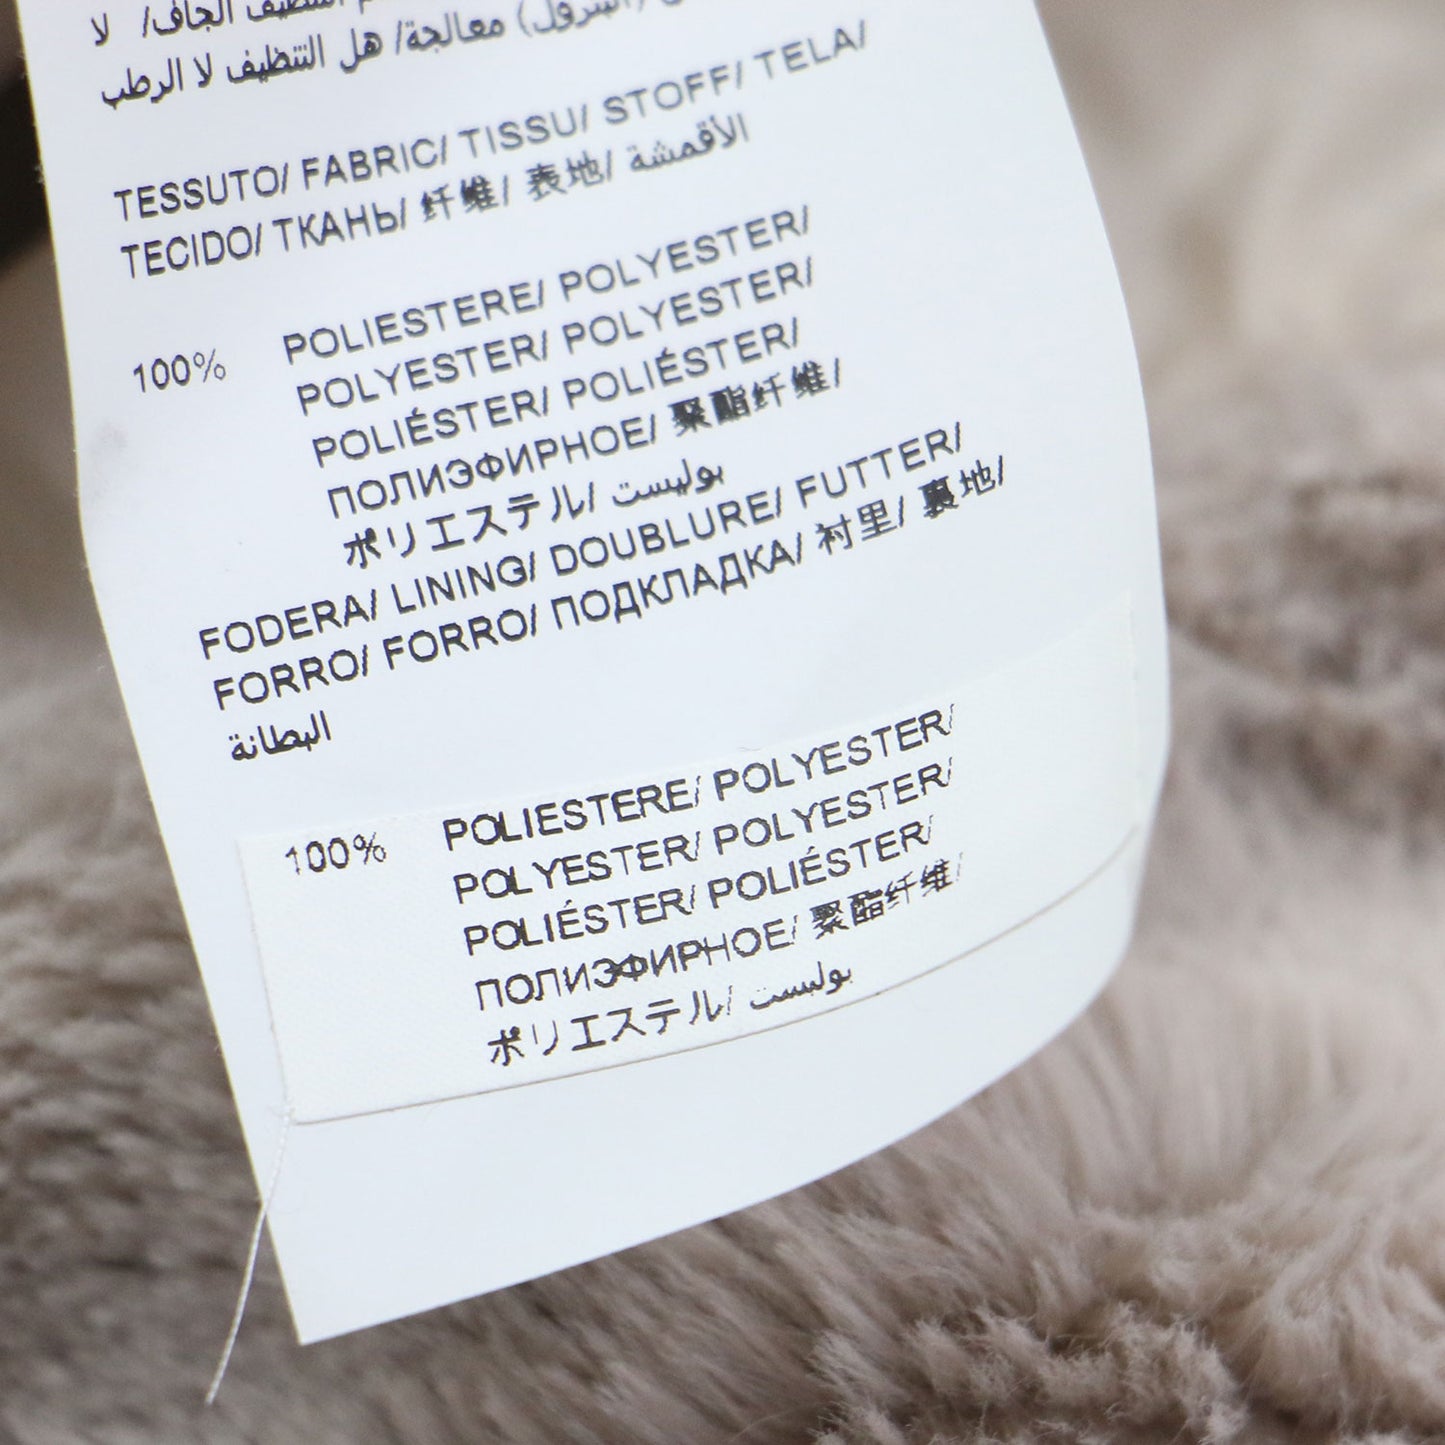 الجاف/ لا
معالجة/ هل التنظيف لا الرطب
TESSUTO/ FABRIC/ TISSU/ STOFF/ TELA/
TECIDO/ ТКАНЬ/ 纤维/ 表地/ الأقمشة
100% POLIESTERE/ POLYESTER/
POLYESTER/ POLYESTER/
POLIÉSTER/ POLIÉSTER/
ПОЛИЭФИРНОЕ/ 聚酯纤维/
ポリエステル/ بوليست
FODERA/ LINING/ DOUBLURE/ FUTTER/
FORRO/ FORRO/ ПОДКЛАДКА/ 衬里/ 裏地/
البطانة
100% POLIESTERE/ POLYESTER/
POLYESTER/ POLYESTER/
POLIÉSTER/ POLIÉSTER/
ПОЛИЭФИРНОЕ/ 聚酯纤维/
ポリエステル/ بوليست